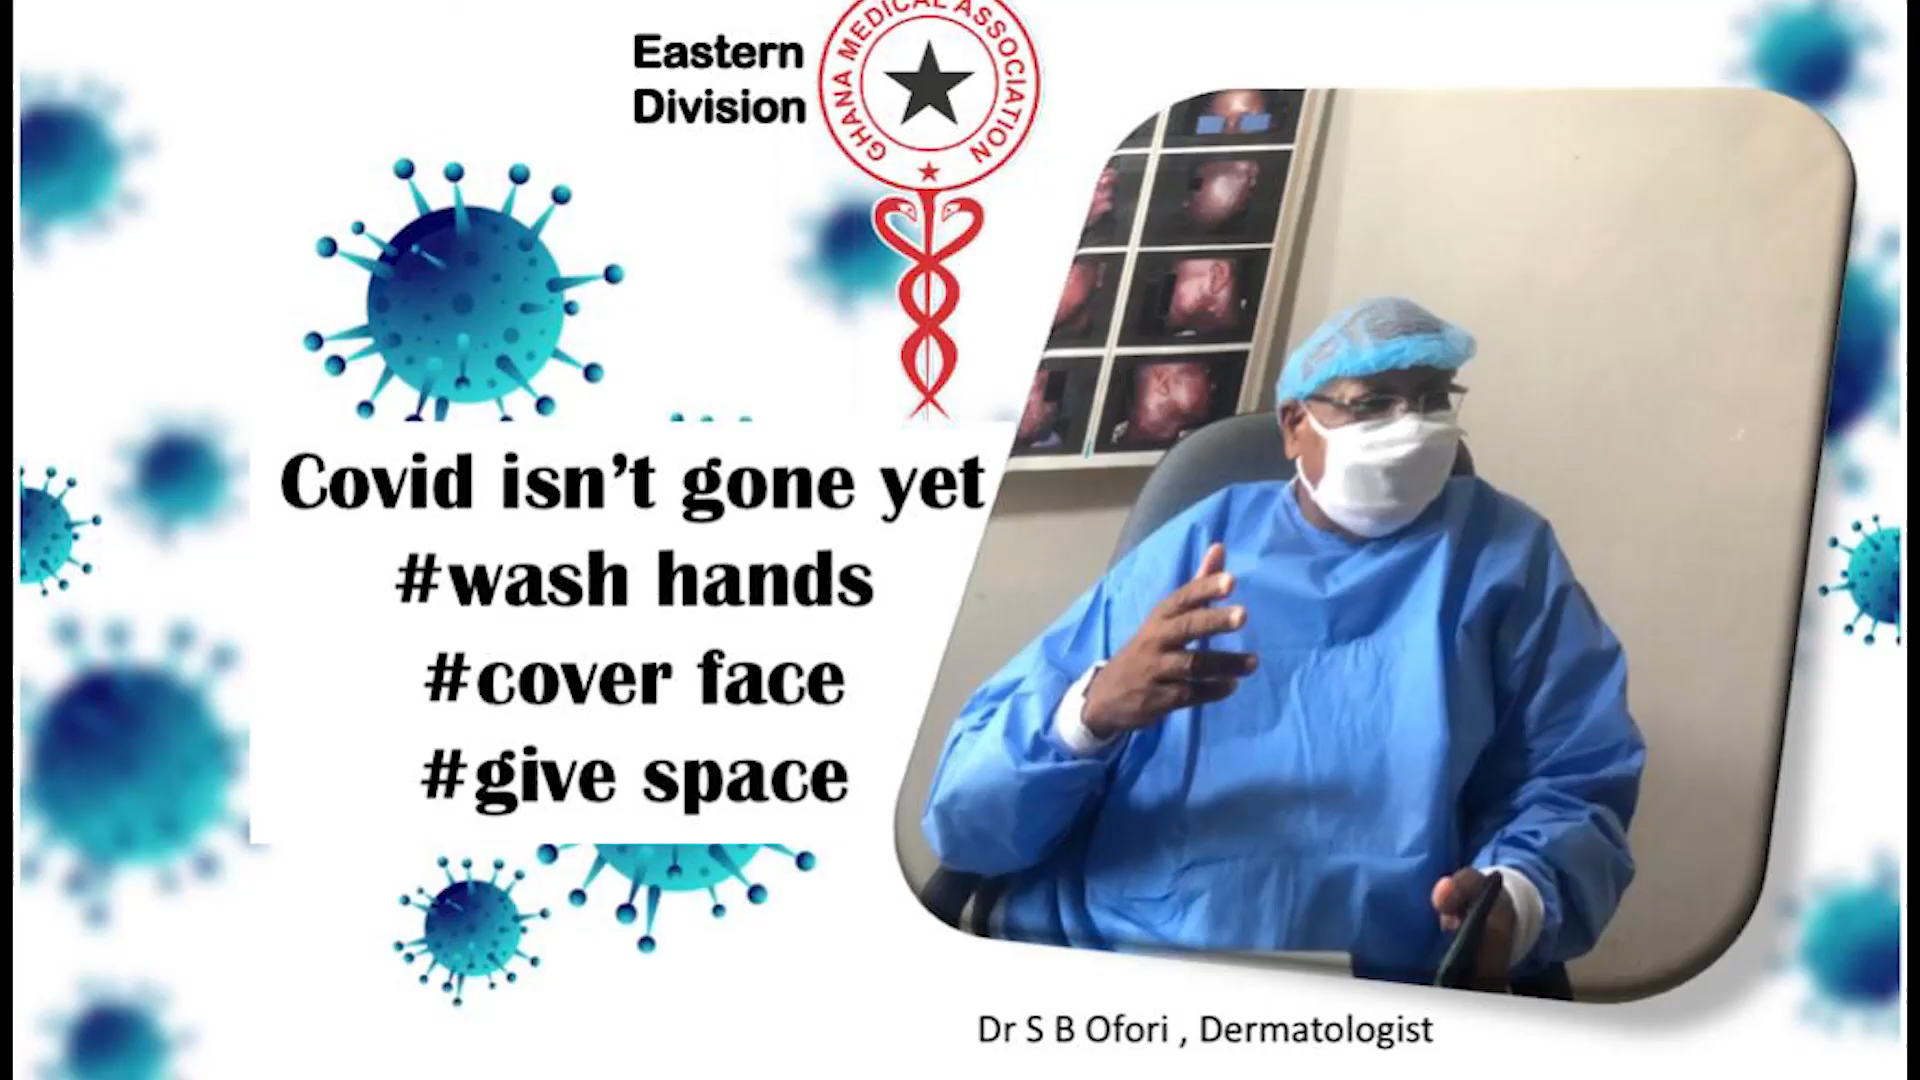 Eastern
Division
GHANA MEDICAL ASSOCIATION
Covid isn’t gone yet
#wash hands
#cover face
#give space
Dr S B Ofori , Dermatologist